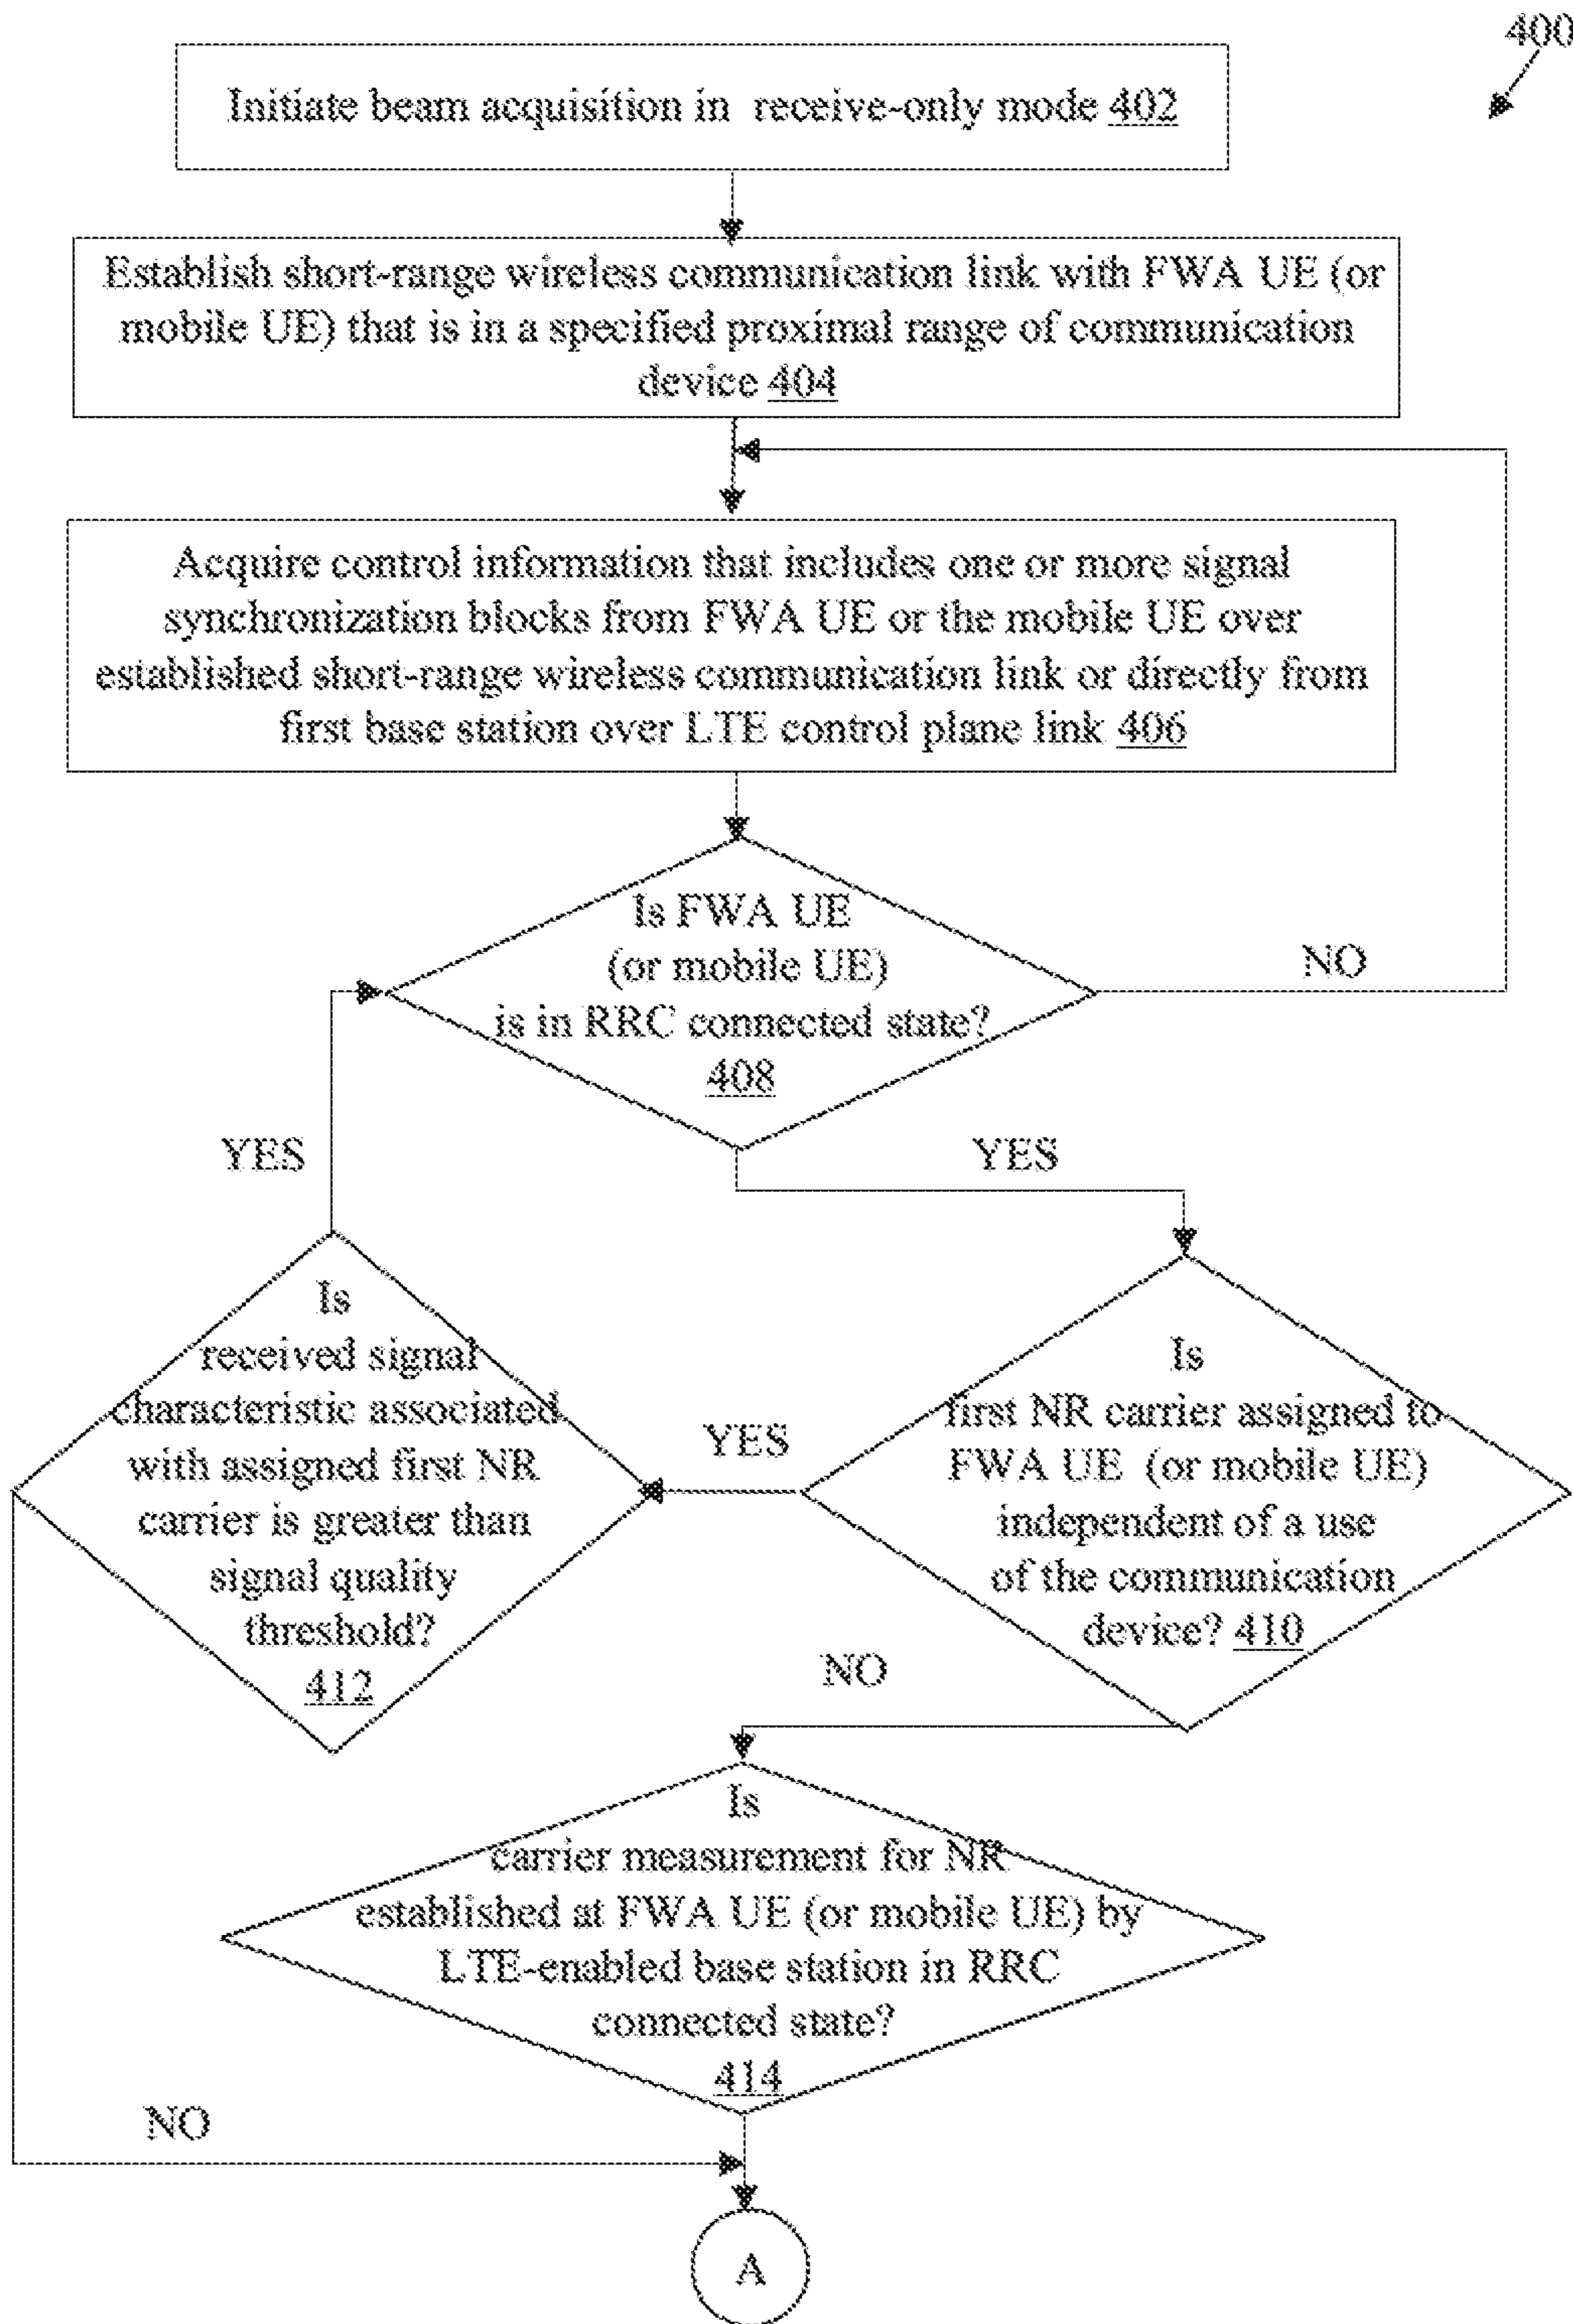 400
Initiate beam acquisition in receive-only mode 402
Establish short-range wireless communication link with FWA UE (or
mobile UE) that is in a specified proximal range of communication
device 404
Acquire control information that includes one or more signal
synchronization blocks from FWA UE or the mobile UE over
established short-range wireless communication link or directly from
first base station over LTE control plane link 406
Is FWA UE
(or mobile UE)
is in RRC connected state?
408
NO
YES
YES
Is
received signal
characteristic associated
with assigned first NR
carrier is greater than
signal quality
threshold?
412
YES
Is
first NR carrier assigned to
FWA UE (or mobile UE)
independent of a use
of the communication
device? 410
NO
Is
carrier measurement for NR
established at FWA UE (or mobile UE) by
LTE-enabled base station in RRC
connected state?
414
NO
A